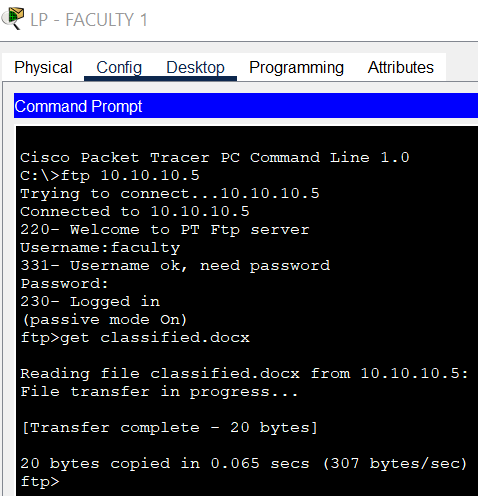 LP - FACULTY 1
Physical Config Desktop Programming Attributes
Command Prompt
Cisco Packet Tracer PC Command Line 1.0
C:\>ftp 10.10.10.5
Trying to connect...10.10.10.5
Connected to 10.10.10.5
220- Welcome to PT Ftp server
Username:faculty
331- Username ok, need password
Password:
230- Logged in
(passive mode On)
ftp>get classified.docx
Reading file classified.docx from 10.10.10.5:
File transfer in progress...
[Transfer complete - 20 bytes]
20 bytes copied in 0.065 secs (307 bytes/sec)
ftp>